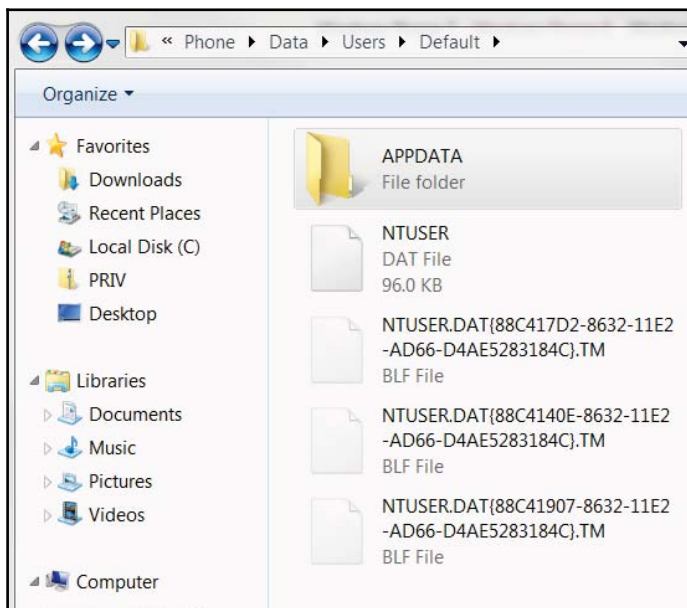 « Phone ▸ Data ▸ Users ▸ Default ▸
Organize ▾
Favorites
Downloads
Recent Places
Local Disk (C)
PRIV
Desktop
Libraries
Documents
Music
Pictures
Videos
Computer
APPDATA
File folder
NTUSER
DAT File
96.0 KB
NTUSER.DAT{88C417D2-8632-11E2
-AD66-D4AE5283184C}.TM
BLF File
NTUSER.DAT{88C4140E-8632-11E2
-AD66-D4AE5283184C}.TM
BLF File
NTUSER.DAT{88C41907-8632-11E2
-AD66-D4AE5283184C}.TM
BLF File